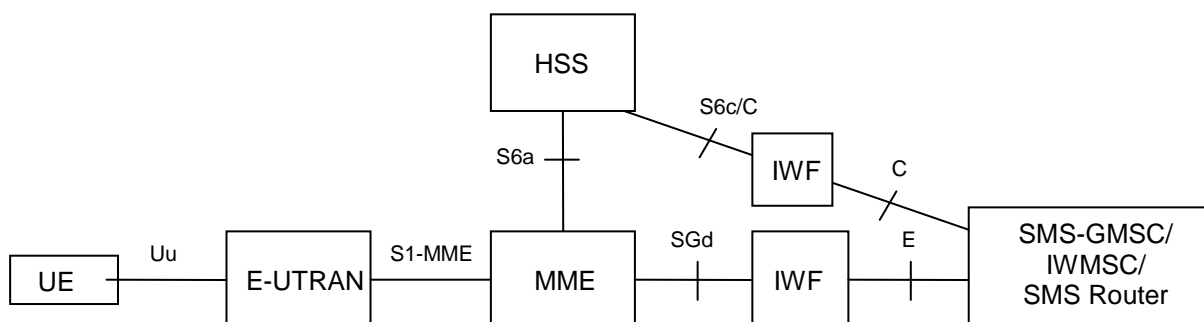 HSS
S6c/C
S6a
IWF
C
Uu
S1-MME
SGd
E
UE
E-UTRAN
MME
IWF
SMS-GMSC/
IWMSC/
SMS Router